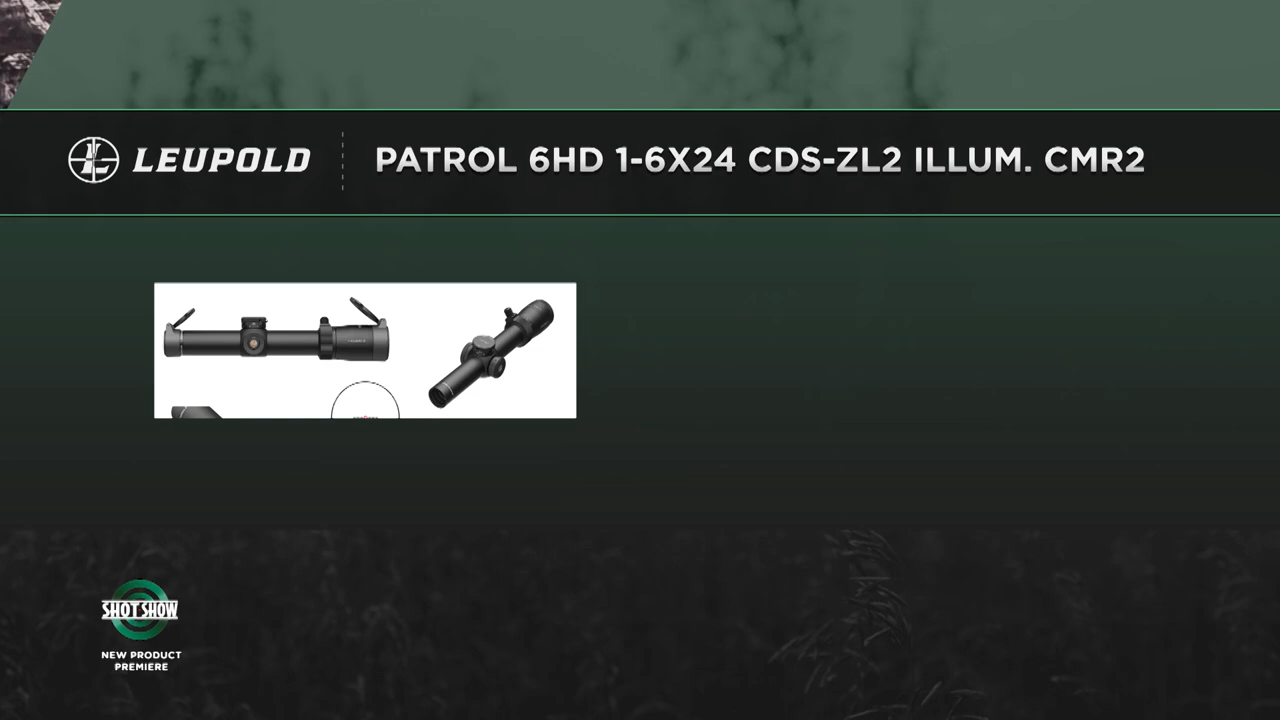 LEUPOLD
PATROL 6HD 1-6X24 CDS-ZL2 ILLUM. CMR2
SHOT SHOW
NEW PRODUCT
PREMIERE